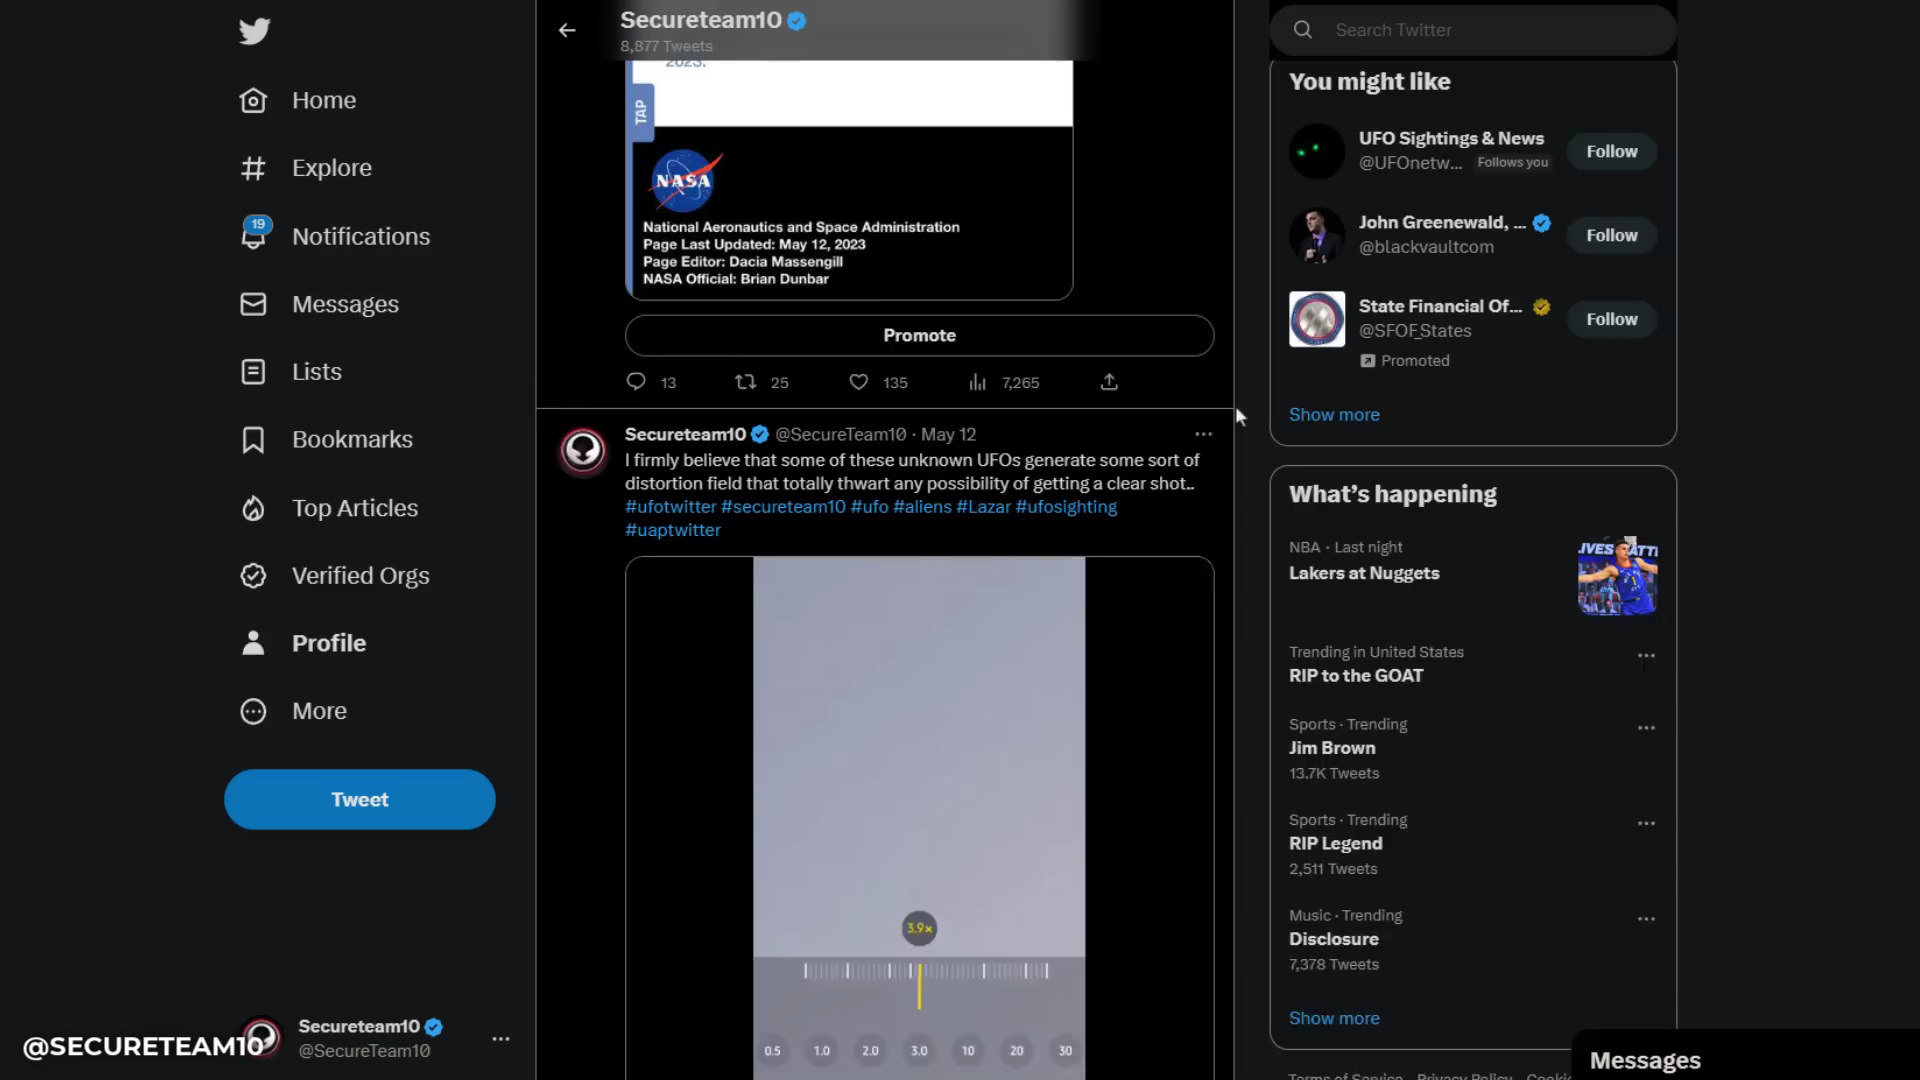 Home
Explore
19
Notifications
Messages
Lists
Bookmarks
Top Articles
Verified Orgs
Profile
More
Tweet
Secureteam10
@SecureTeam10
@SECURETEAM10
Secureteam10
8,877 Tweets
2023.
TAP
NASA
National Aeronautics and Space Administration
Page Last Updated: May 12, 2023
Page Editor: Dacia Massengill
NASA Official: Brian Dunbar
Promote
13 25 135 7,265
Secureteam10 @SecureTeam10 · May 12
I firmly believe that some of these unknown UFOs generate some sort of
distortion field that totally thwart any possibility of getting a clear shot..
#ufotwitter #secureteam10 #ufo #aliens #Lazar #ufosighting
#uaptwitter
3.9×
0.5 1.0 2.0 3.0 10 20 30
Search Twitter
You might like
UFO Sightings & News
@UFOnetw... Follows you
Follow
John Greenewald, ...
@blackvaultcom
Follow
State Financial Of...
@SFOF_States
Promoted
Follow
Show more
What's happening
NBA · Last night
Lakers at Nuggets
Trending in United States
RIP to the GOAT
Sports · Trending
Jim Brown
13.7K Tweets
Sports · Trending
RIP Legend
2,511 Tweets
Music · Trending
Disclosure
7,378 Tweets
Show more
Terms of Service Privacy Policy
Messages